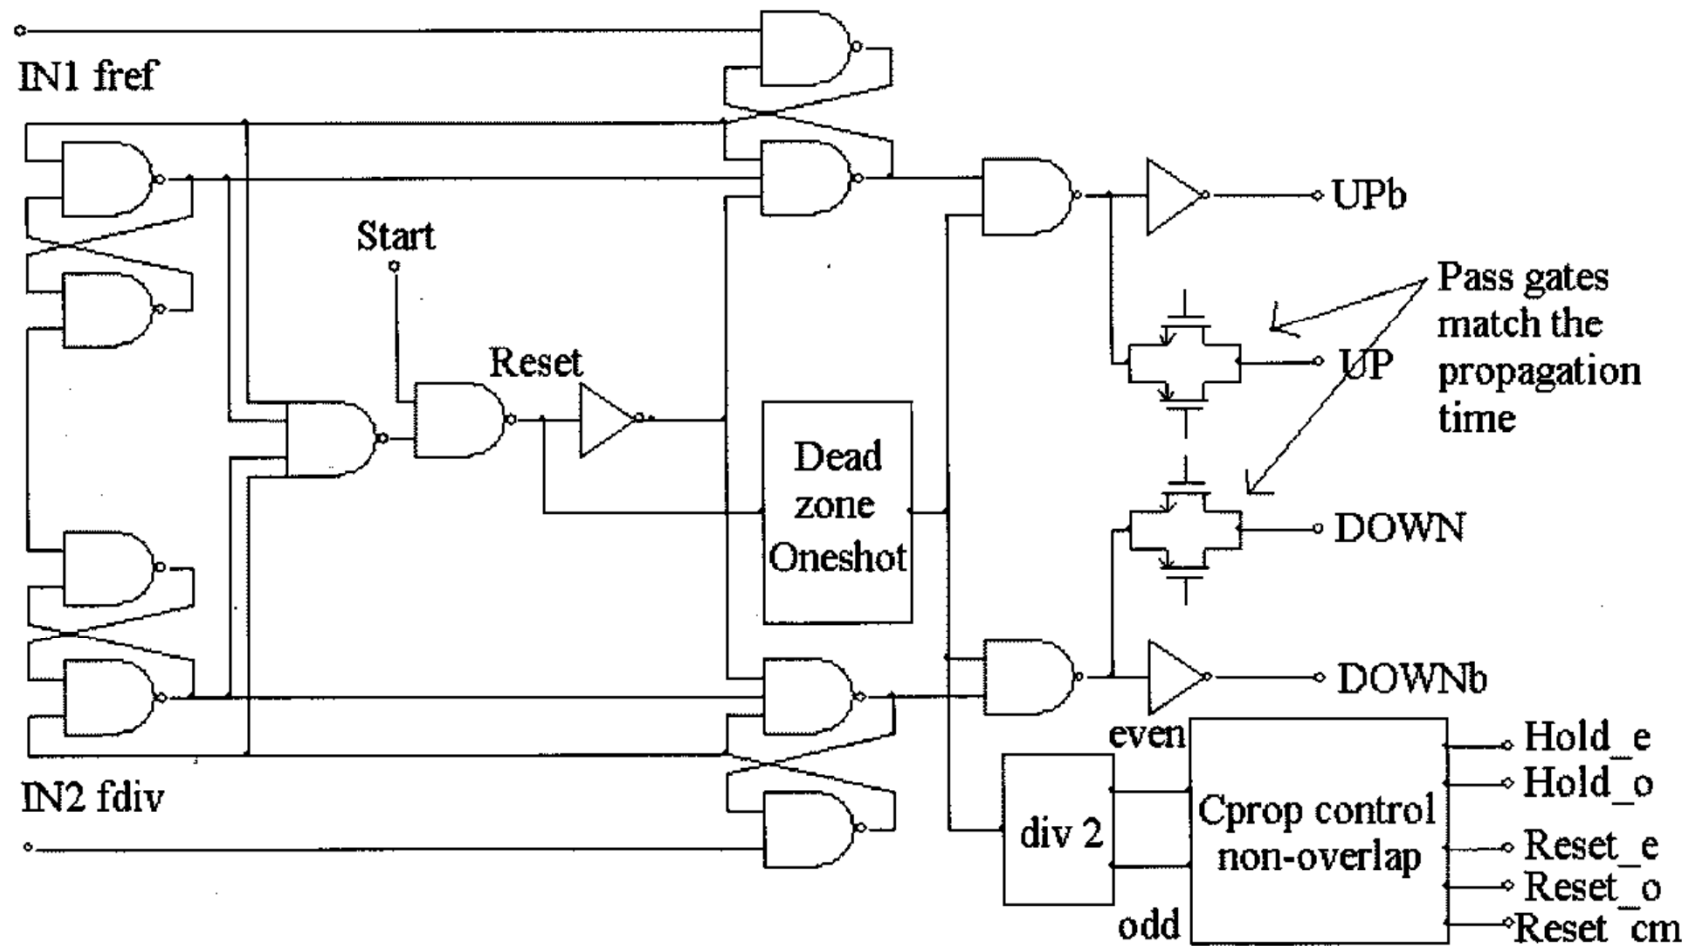 IN1 fref
Start
Reset
Dead
zone
Oneshot
UPb
Pass gates
match the
propagation
time
UP
DOWN
DOWNb
IN2 fdiv
even
div 2
odd
Cprop control
non-overlap
Hold_e
Hold_o
Reset_e
Reset_o
Reset_cm